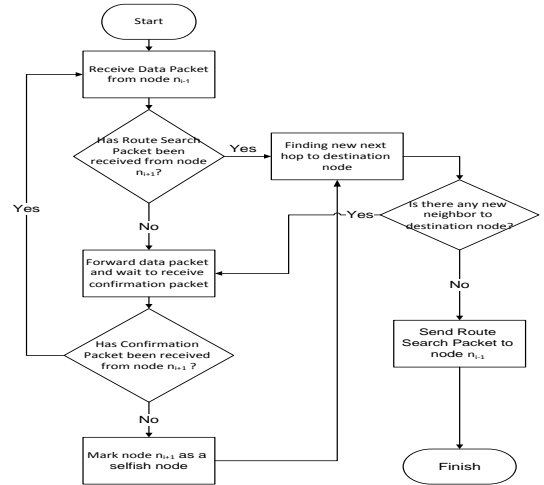 Start
Receive Data Packet
from node nᵢ₋₁
Has Route Search
Packet been
received from node
nᵢ₊₁?
Yes
Finding new next
hop to destination
node
Is there any new
neighbor to
destination node?
Yes
Yes
No
Forward data packet
and wait to receive
confirmation packet
No
Has Confirmation
Packet been received
from node nᵢ₊₁ ?
Send Route
Search Packet to
node nᵢ₋₁
No
Mark node nᵢ₊₁ as a
selfish node
Finish